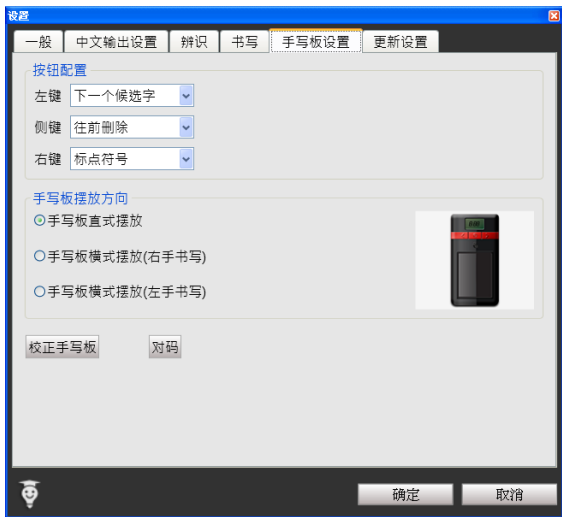 设置
一般 中文输出设置 辨识 书写 手写板设置 更新设置
按钮配置
左键 下一个候选字
侧键 往前删除
右键 标点符号
手写板摆放方向
手写板直式摆放
手写板横式摆放(右手书写)
手写板横式摆放(左手书写)
校正手写板 对码
确定 取消